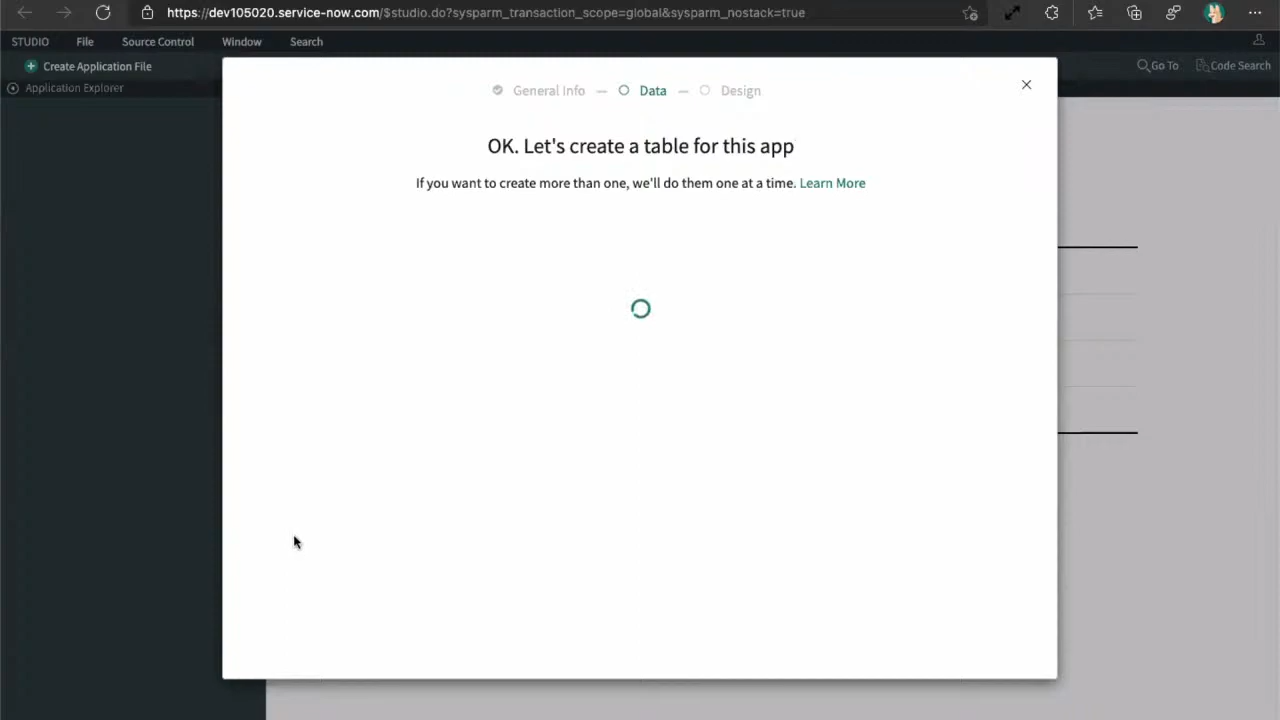 https://dev105020.service-now.com/$studio.do?sysparm_transaction_scope=global&sysparm_nostack=true
STUDIO File Source Control Window Search
Create Application File
Go To Code Search
Application Explorer
General Info — Data — Design
OK. Let's create a table for this app
If you want to create more than one, we'll do them one at a time. Learn More